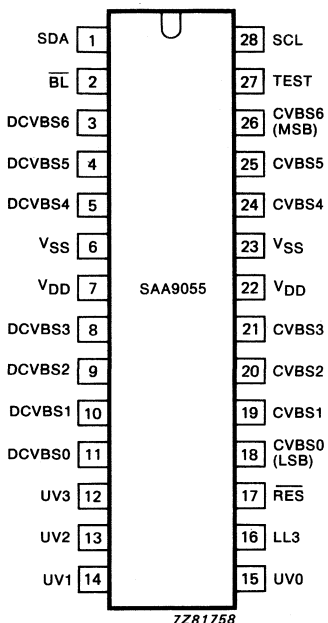 SDA 1 28 SCL
BL 2 27 TEST
DCVBS6 3 26 CVBS6
(MSB)
DCVBS5 4 25 CVBS5
DCVBS4 5 24 CVBS4
VSS 6 23 VSS
VDD 7 22 VDD
SAA9055
DCVBS3 8 21 CVBS3
DCVBS2 9 20 CVBS2
DCVBS1 10 19 CVBS1
DCVBS0 11 18 CVBS0
(LSB)
UV3 12 17 RES
UV2 13 16 LL3
UV1 14 15 UV0
7Z81758